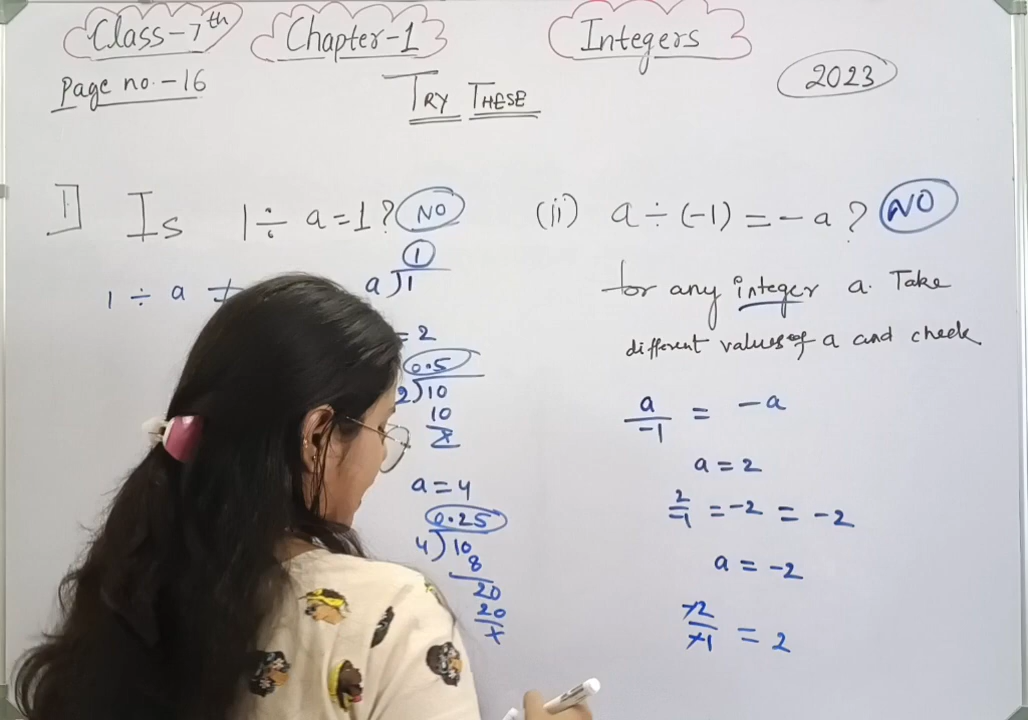 Class-7th Chapter-1 Integers
Page no.-16
TRY THESE
2023
1] Is 1 ÷ a = 1? NO
1 ÷ a ≠
1
a)1
= 2
0.5
2)10
10
x
a = 4
0.25
4)10
8
20
20
x
(ii) a ÷ (-1) = - a? NO
for any integer a. Take
different values of a and check
a/-1 = -a
a = 2
2/-1 = -2 = -2
a = -2
-2/-1 = 2